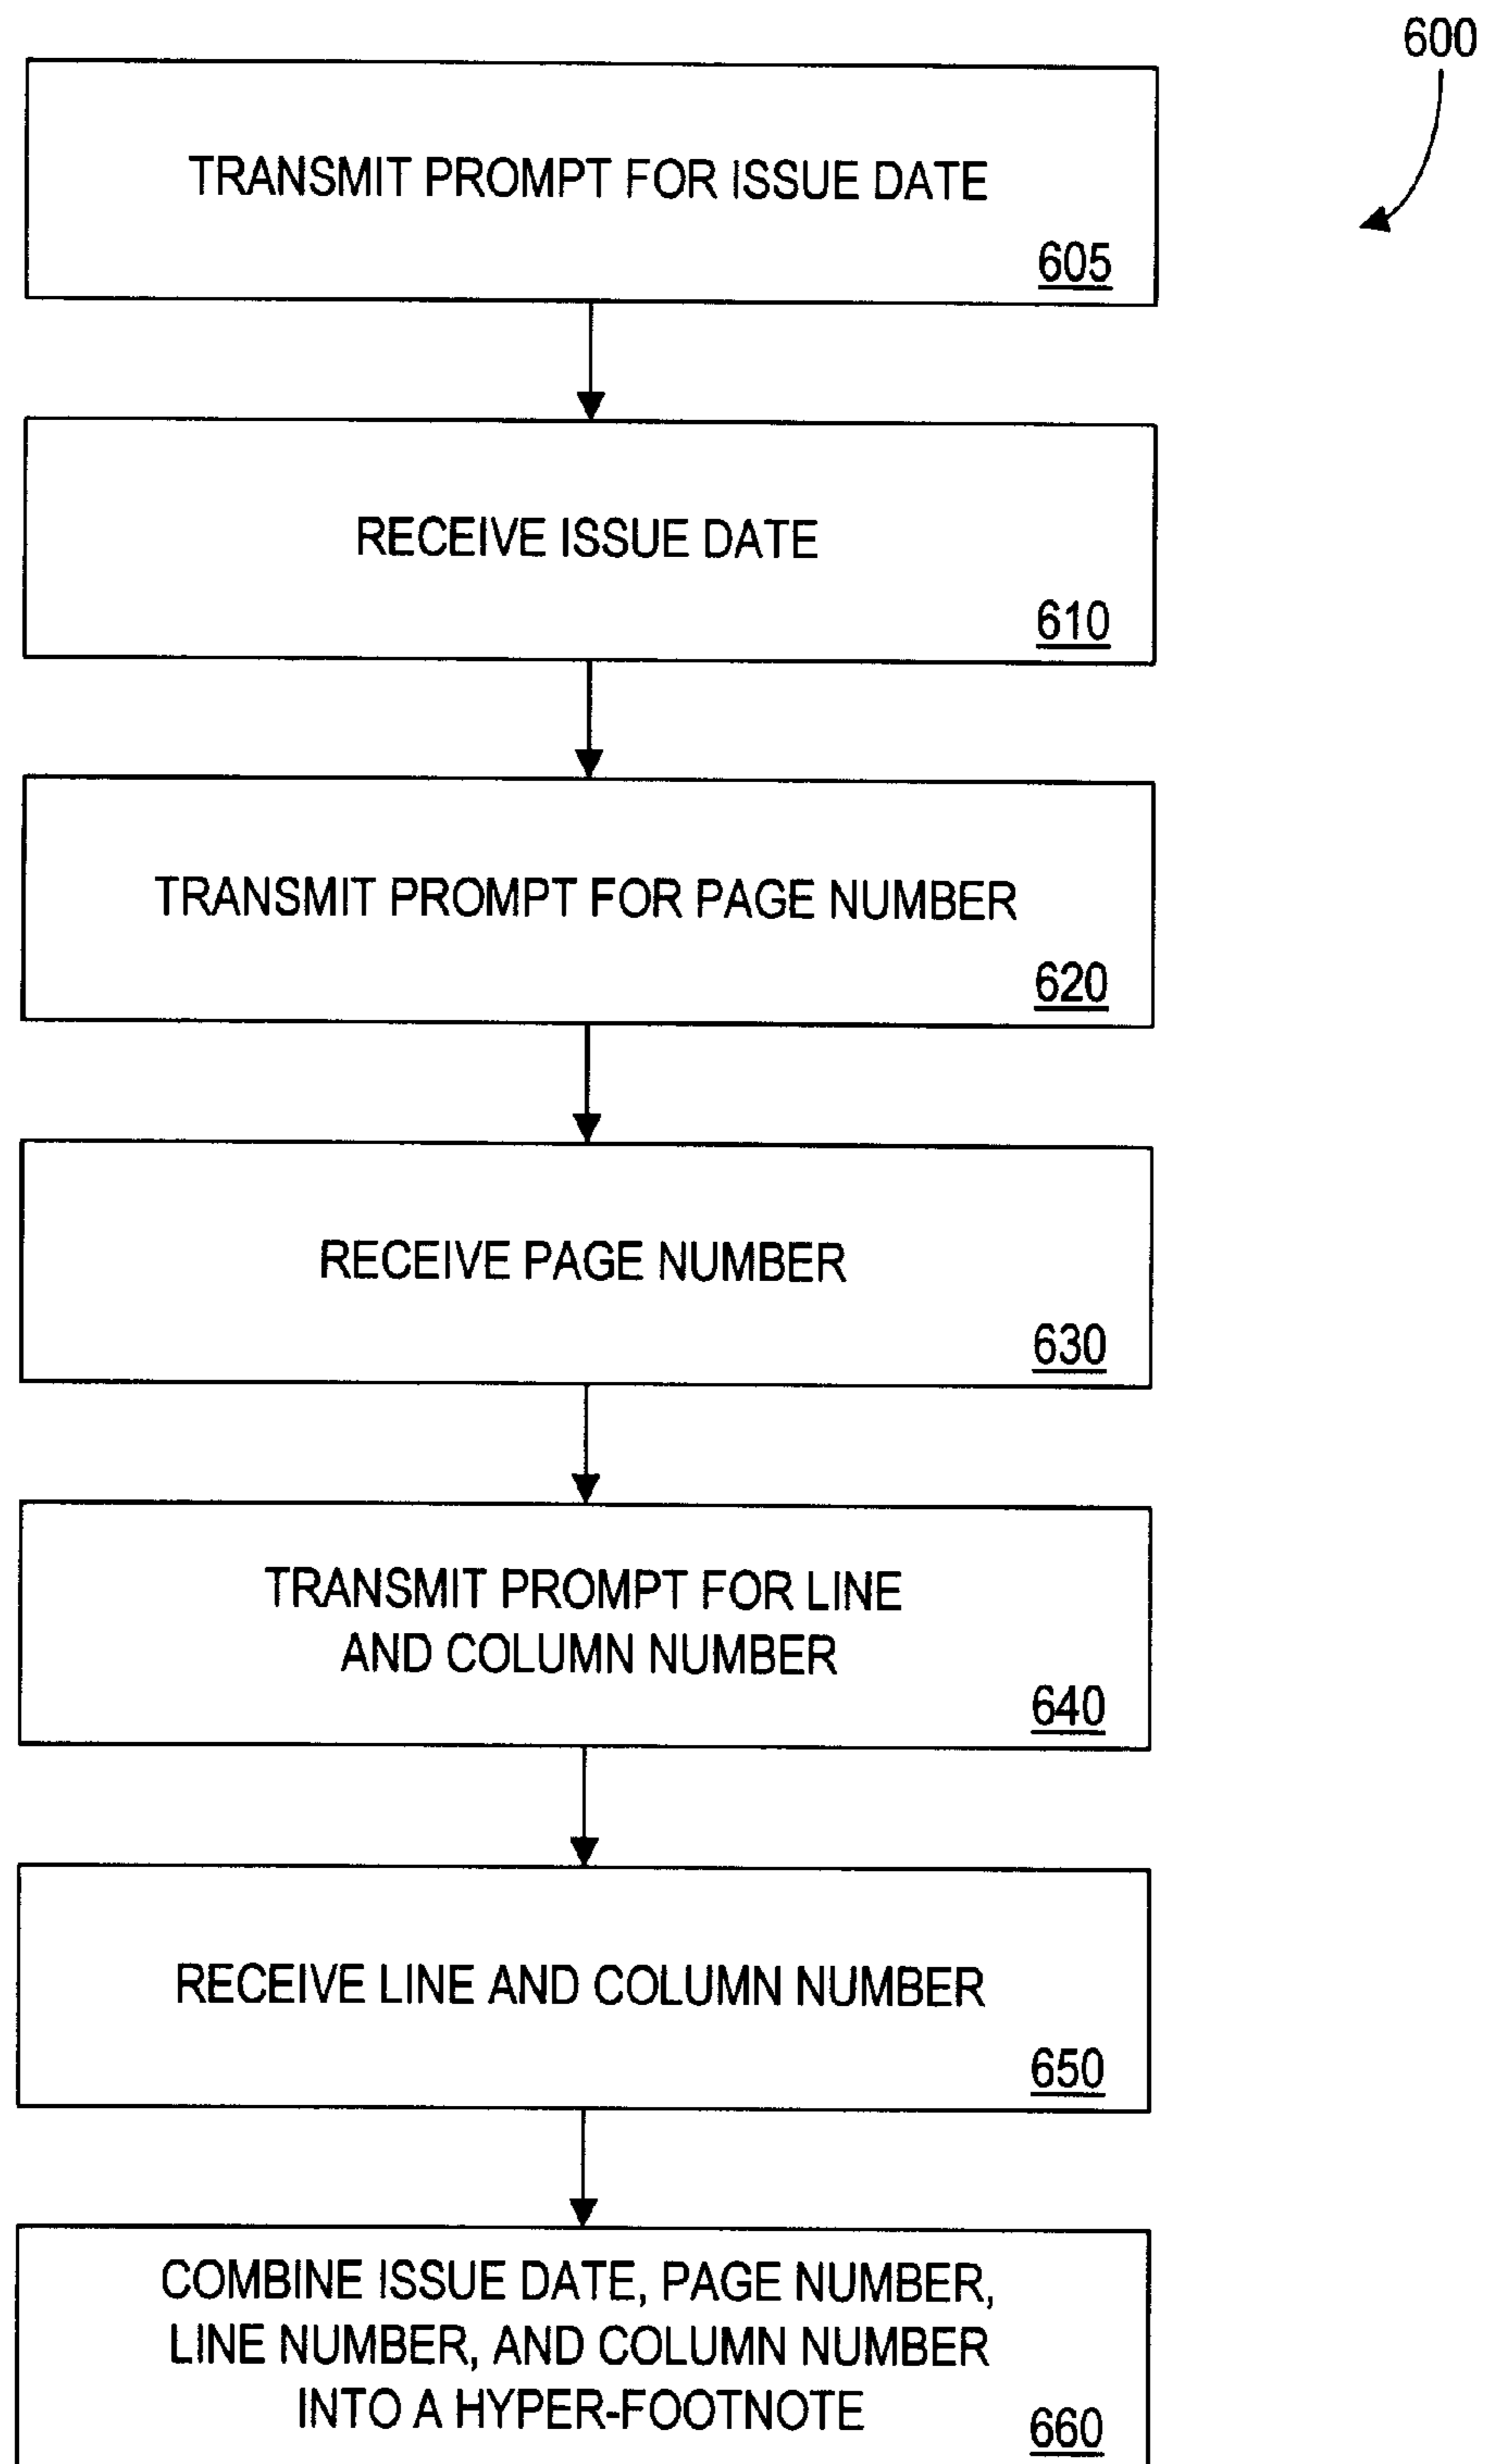 600
TRANSMIT PROMPT FOR ISSUE DATE
605
RECEIVE ISSUE DATE
610
TRANSMIT PROMPT FOR PAGE NUMBER
620
RECEIVE PAGE NUMBER
630
TRANSMIT PROMPT FOR LINE
AND COLUMN NUMBER
640
RECEIVE LINE AND COLUMN NUMBER
650
COMBINE ISSUE DATE, PAGE NUMBER,
LINE NUMBER, AND COLUMN NUMBER
INTO A HYPER-FOOTNOTE
660